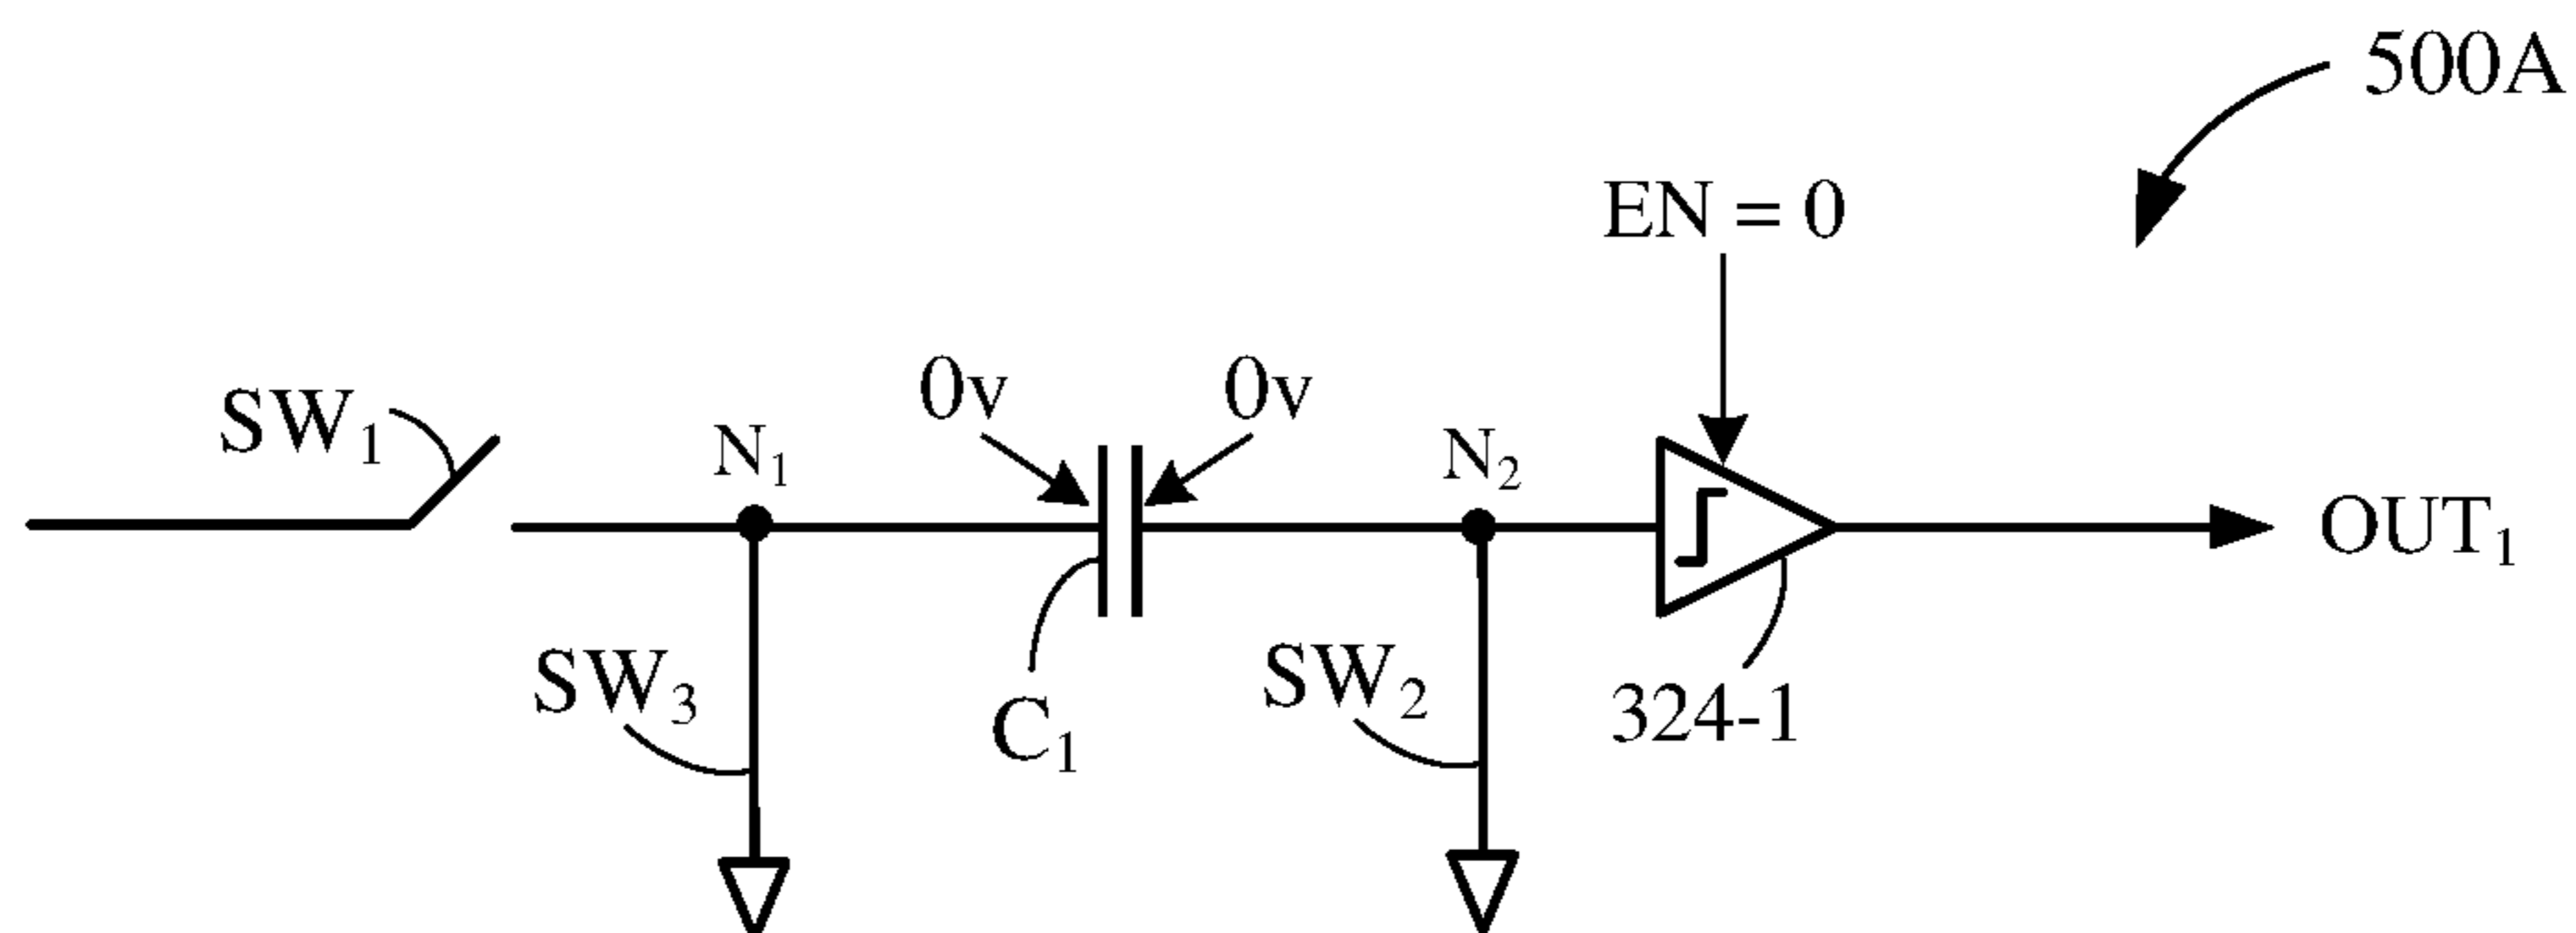 500A
EN = 0
0v
0v
SW₁
N₁
N₂
OUT₁
SW₃
C₁
SW₂
324-1